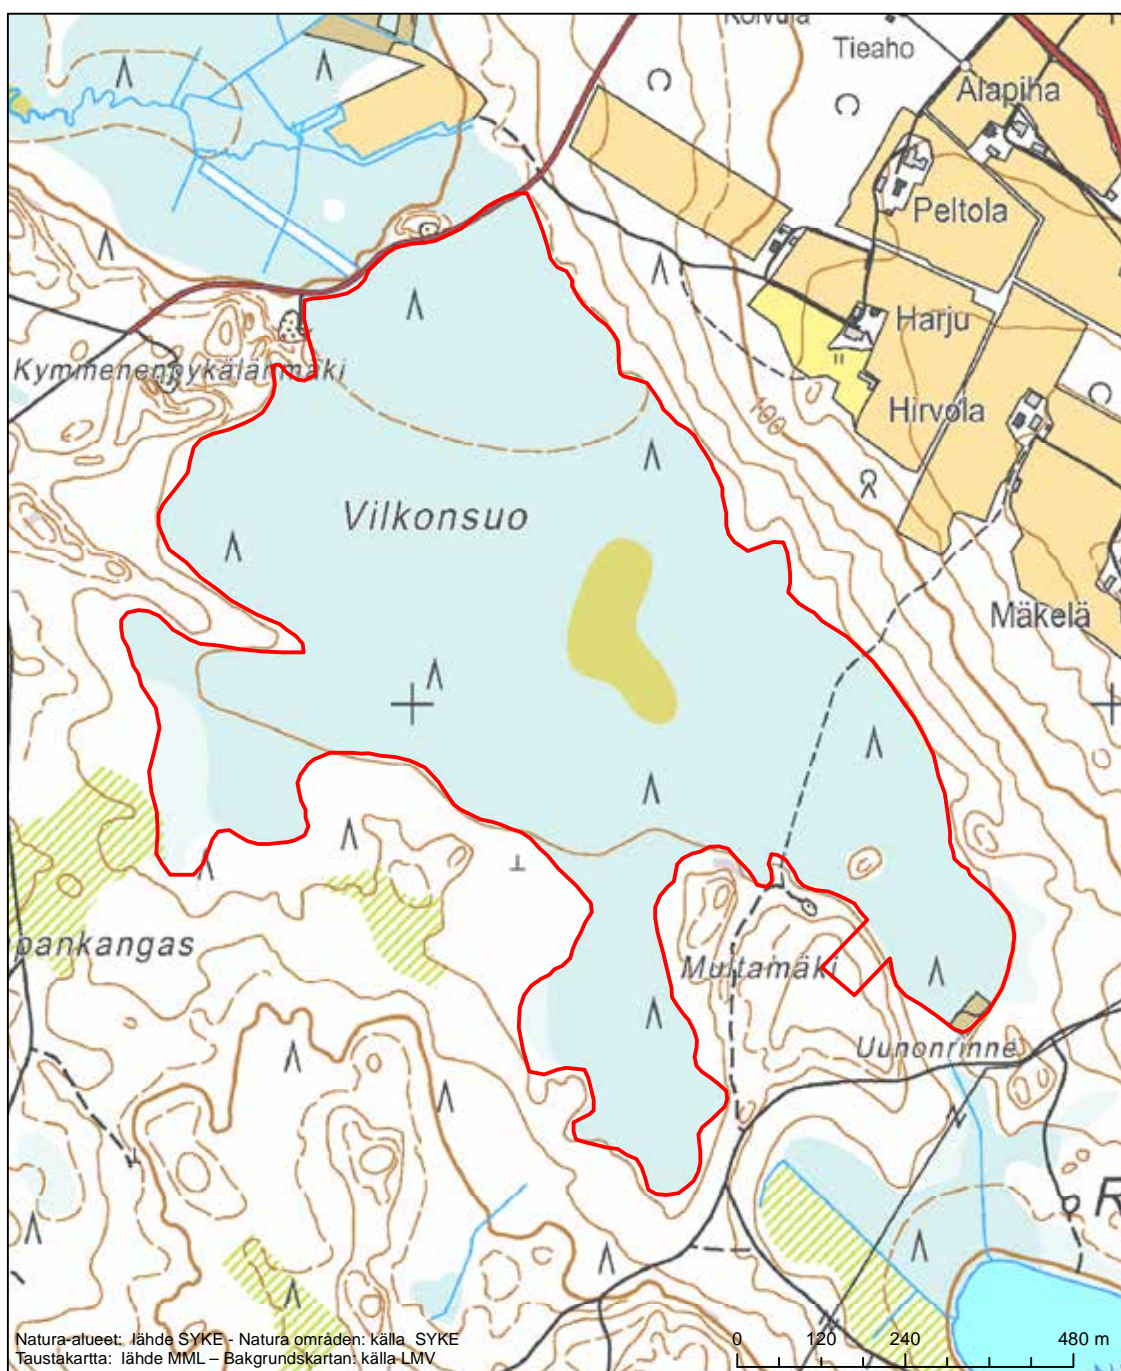 Koivula
Tieaho
Alapiha
Peltola
Harju
Kymmenenpykälänmäki
Hirvola
100
Vilkonsuo
Mäkelä
pankangas
Multamäki
Uunonrinne
R
Natura-alueet: lähde SYKE - Natura områden: källa SYKE
Taustakartta: lähde MML – Bakgrundskartan: källa LMV
0 120 240 480 m